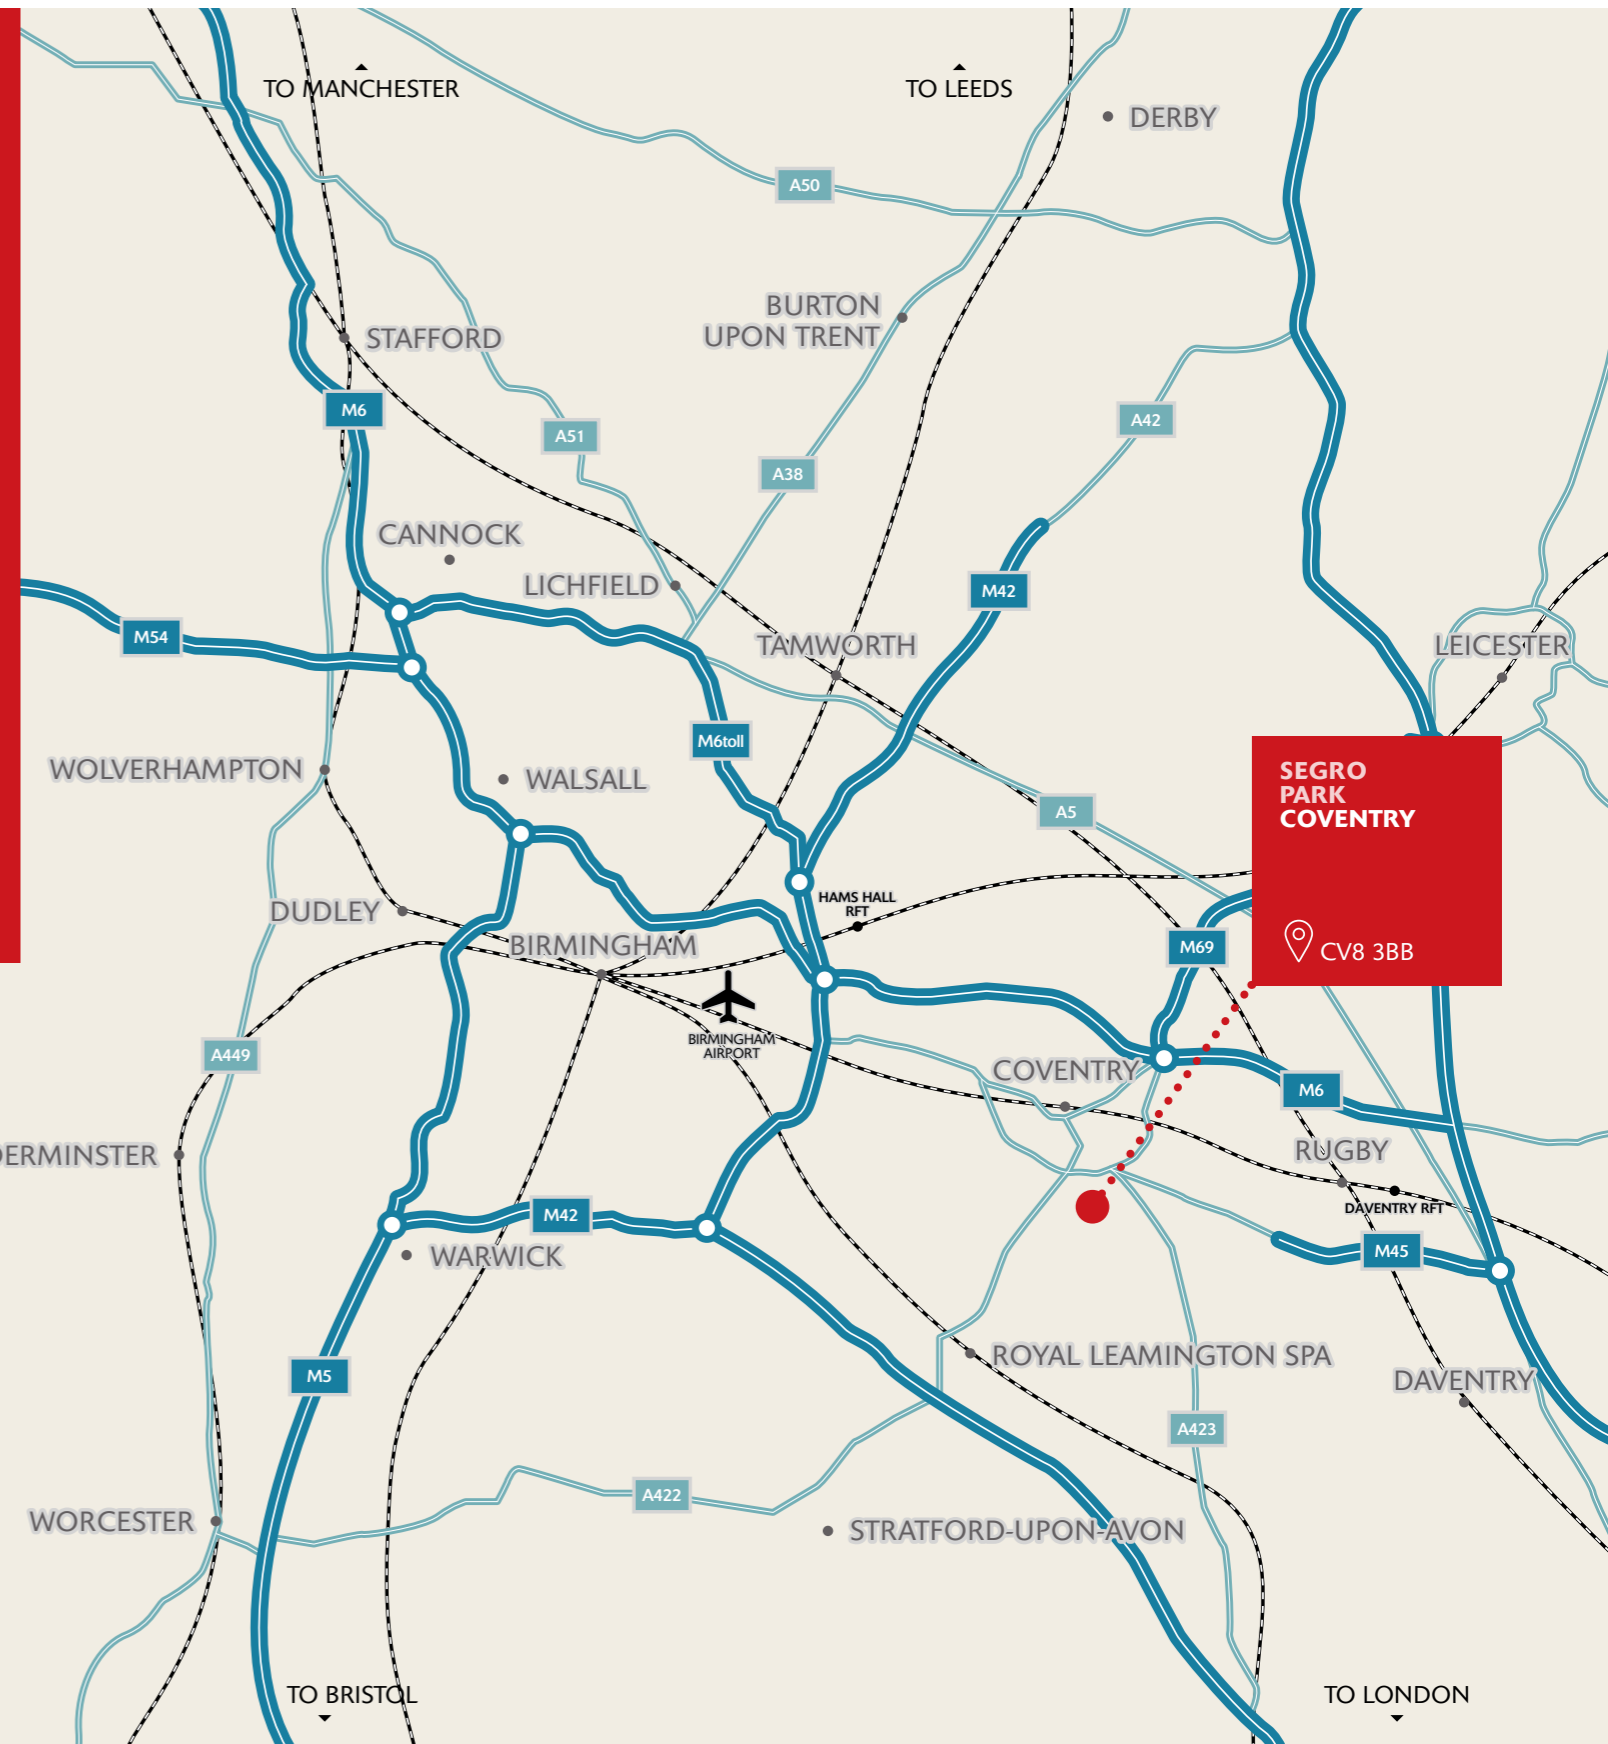 TO MANCHESTER
TO LEEDS
DERBY
A50
BURTON
UPON TRENT
STAFFORD
M6
A51
A42
A38
CANNOCK
LICHFIELD
M42
M54
TAMWORTH
LEICESTER
M6toll
WOLVERHAMPTON
WALSALL
SEGRO
PARK
COVENTRY
A5
HAMS HALL
RFT
DUDLEY
BIRMINGHAM
M69
CV8 3BB
BIRMINGHAM
AIRPORT
A449
COVENTRY
M6
DERMINSTER
RUGBY
DAVENTRY RFT
M42
M45
WARWICK
ROYAL LEAMINGTON SPA
M5
DAVENTRY
A423
A422
WORCESTER
STRATFORD-UPON-AVON
TO BRISTOL
TO LONDON